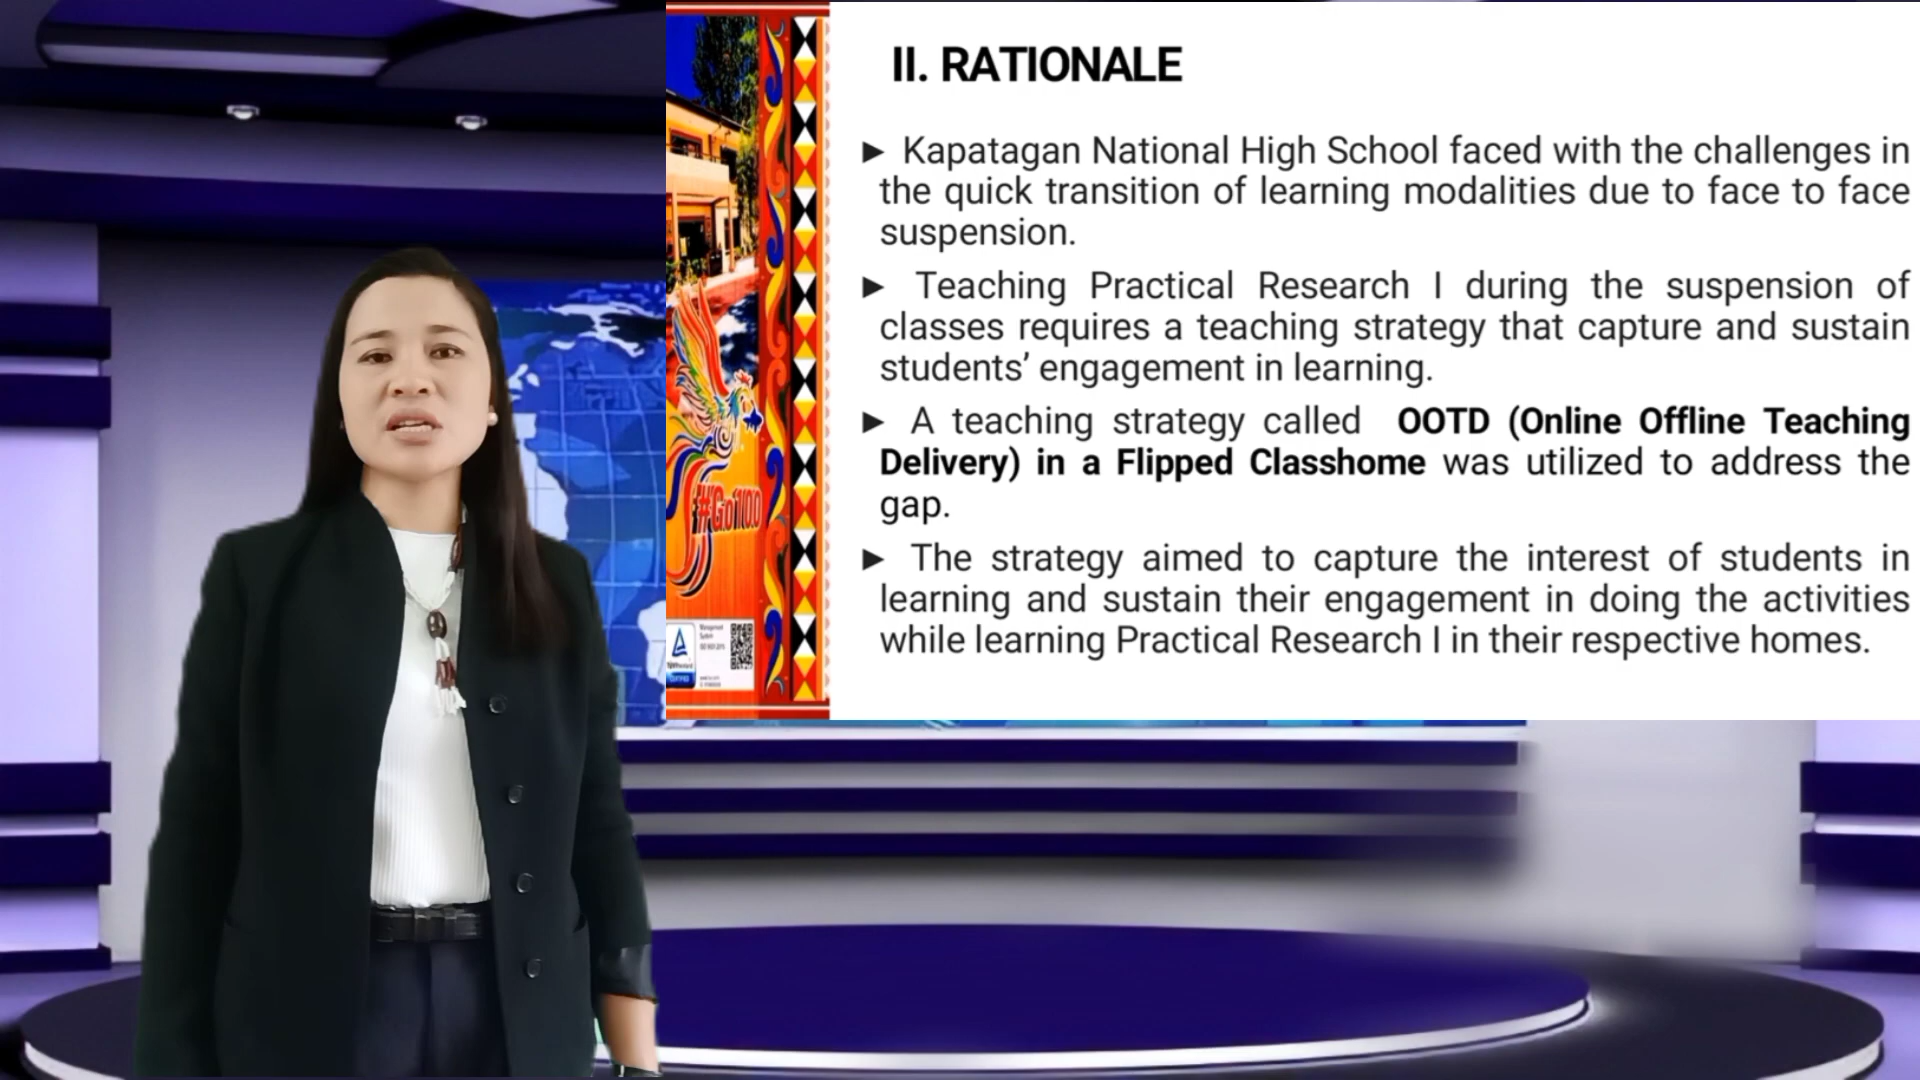 II. RATIONALE
► Kapatagan National High School faced with the challenges in
the quick transition of learning modalities due to face to face
suspension.
► Teaching Practical Research I during the suspension of
classes requires a teaching strategy that capture and sustain
students’ engagement in learning.
► A teaching strategy called OOTD (Online Offline Teaching
Delivery) in a Flipped Classhome was utilized to address the
gap.
► The strategy aimed to capture the interest of students in
learning and sustain their engagement in doing the activities
while learning Practical Research I in their respective homes.
Management
System